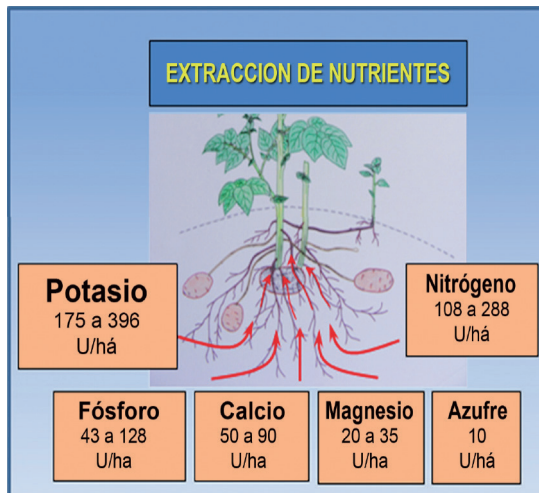 EXTRACCION DE NUTRIENTES
Potasio
175 a 396
U/há
Nitrógeno
108 a 288
U/há
Fósforo
43 a 128
U/ha
Calcio
50 a 90
U/ha
Magnesio
20 a 35
U/ha
Azufre
10
U/há